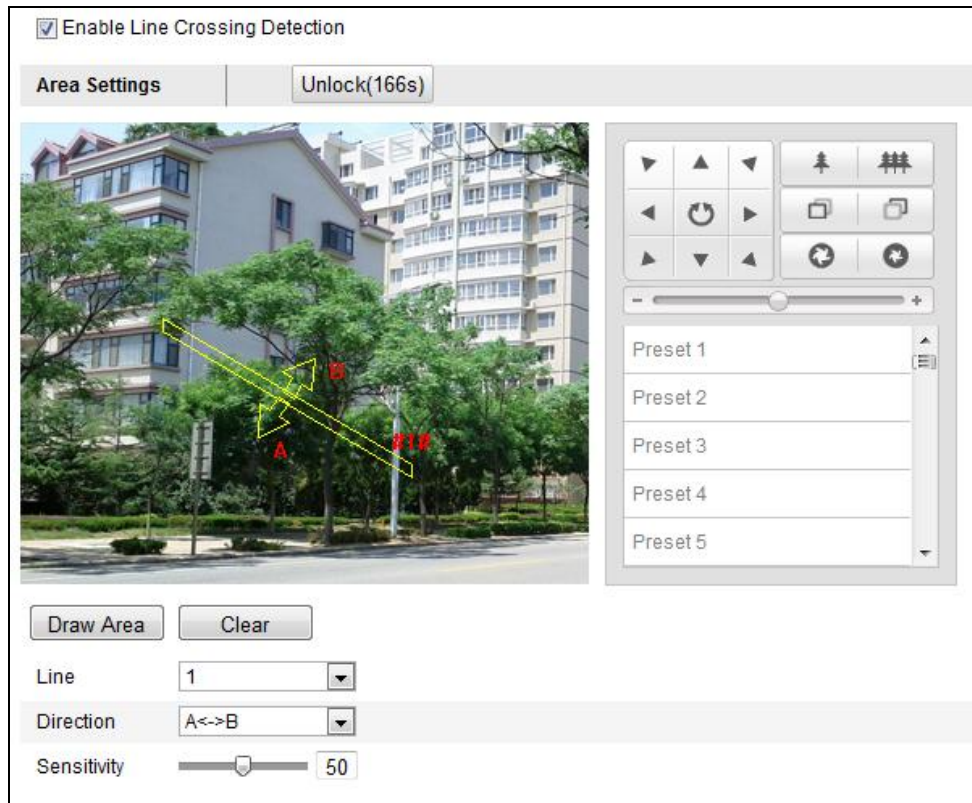 Enable Line Crossing Detection
Area Settings
Unlock(166s)
B
A
#1#
Preset 1
Preset 2
Preset 3
Preset 4
Preset 5
Draw Area
Clear
Line
1
Direction
A<->B
Sensitivity
50